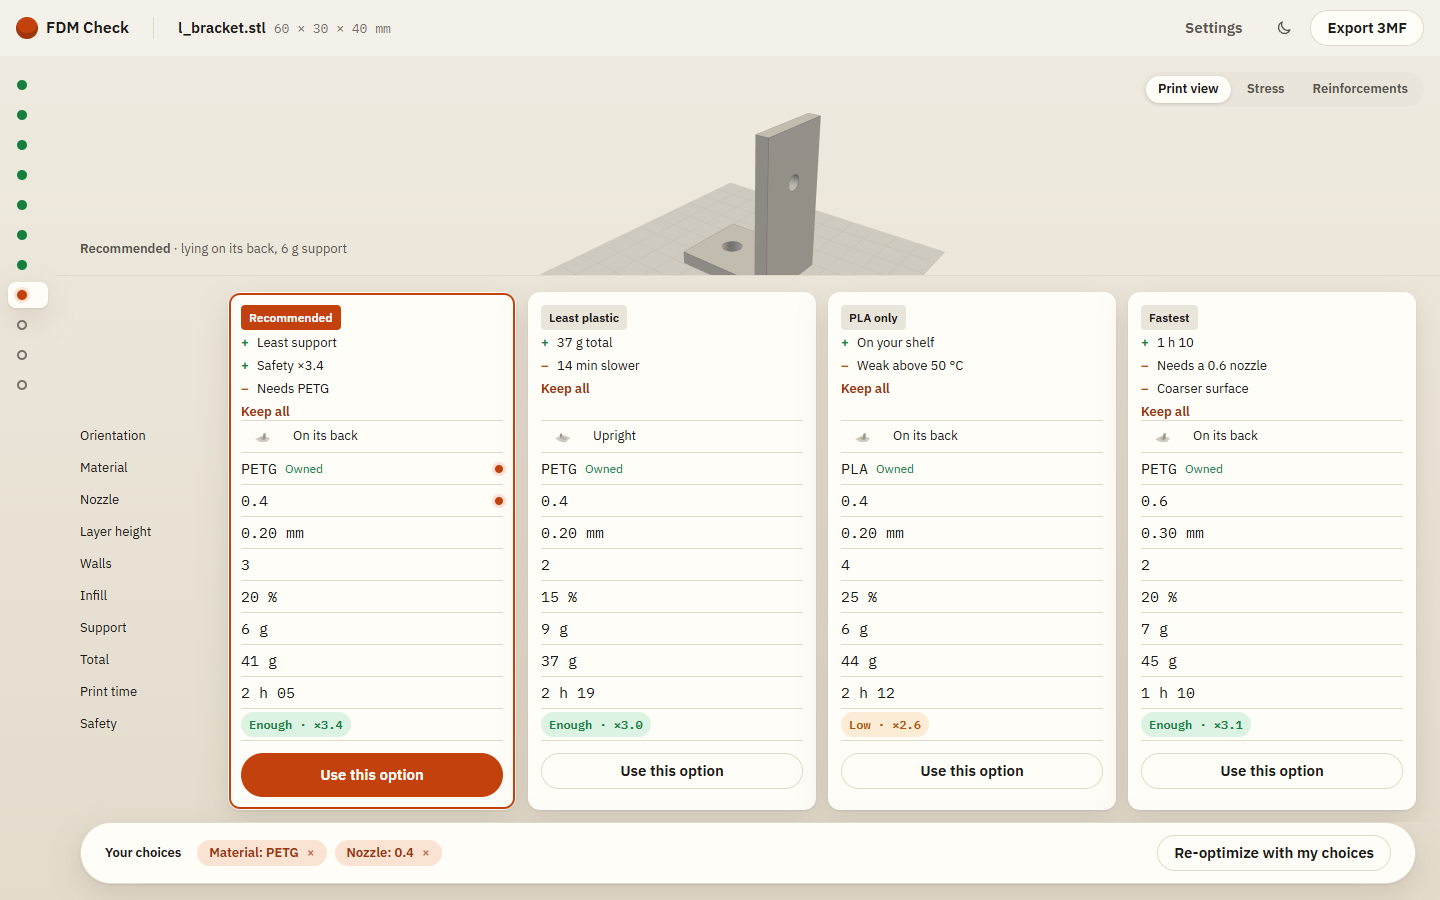 FDM Check
l_bracket.stl 60 × 30 × 40 mm
Settings
Export 3MF
Print view
Stress
Reinforcements
Recommended · lying on its back, 6 g support
Recommended
+ Least support
+ Safety ×3.4
– Needs PETG
Keep all
Least plastic
+ 37 g total
– 14 min slower
Keep all
PLA only
+ On your shelf
– Weak above 50 °C
Keep all
Fastest
+ 1 h 10
– Needs a 0.6 nozzle
– Coarser surface
Keep all
Orientation On its back Upright On its back On its back
Material PETG Owned PETG Owned PLA Owned PETG Owned
Nozzle 0.4 0.4 0.4 0.6
Layer height 0.20 mm 0.20 mm 0.20 mm 0.30 mm
Walls 3 2 4 2
Infill 20 % 15 % 25 % 20 %
Support 6 g 9 g 6 g 7 g
Total 41 g 37 g 44 g 45 g
Print time 2 h 05 2 h 19 2 h 12 1 h 10
Safety Enough · ×3.4 Enough · ×3.0 Low · ×2.6 Enough · ×3.1
Use this option Use this option Use this option Use this option
Your choices Material: PETG × Nozzle: 0.4 × Re-optimize with my choices